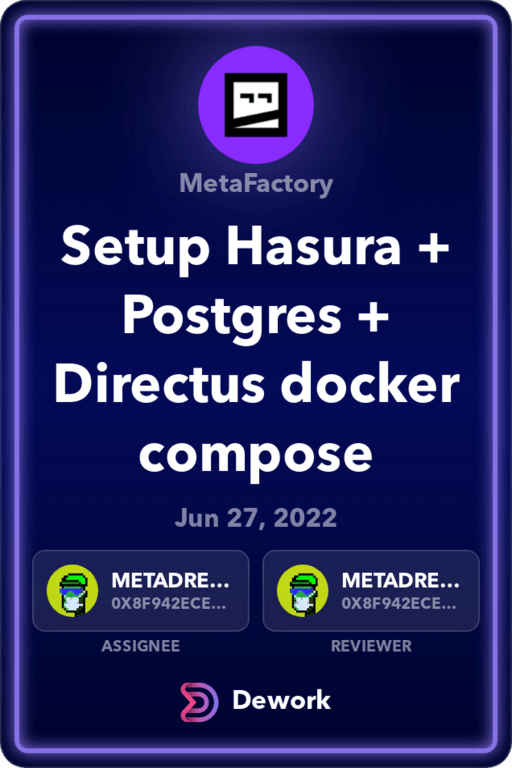 MetaFactory
Setup Hasura +
Postgres +
Directus docker
compose
Jun 27, 2022
METADRE...
0X8F942ECE...
METADRE...
0X8F942ECE...
ASSIGNEE
REVIEWER
Dework